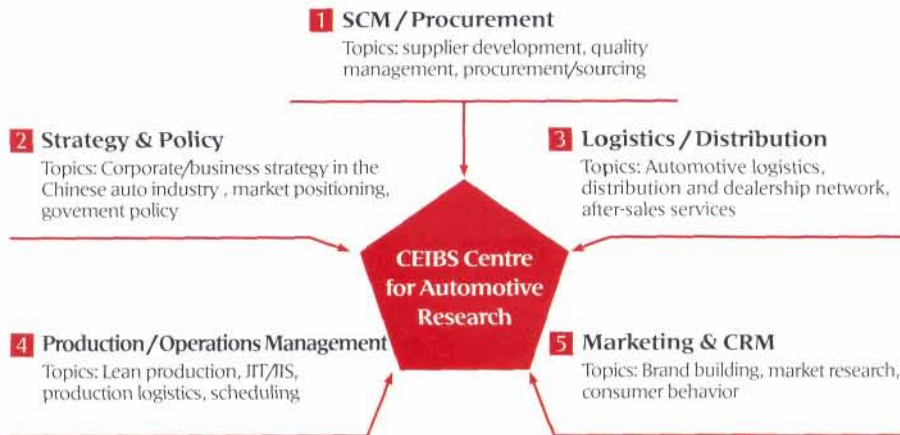 1 SCM / Procurement
Topics: supplier development, quality
management, procurement/sourcing
2 Strategy & Policy
Topics: Corporate/business strategy in the
Chinese auto industry , market positioning,
goverment policy
3 Logistics / Distribution
Topics: Automotive logistics,
distribution and dealership network,
after-sales services
CEIBS Centre
for Automotive
Research
4 Production / Operations Management
Topics: Lean production, JIT/JIS,
production logistics, scheduling
5 Marketing & CRM
Topics: Brand building, market research,
consumer behavior